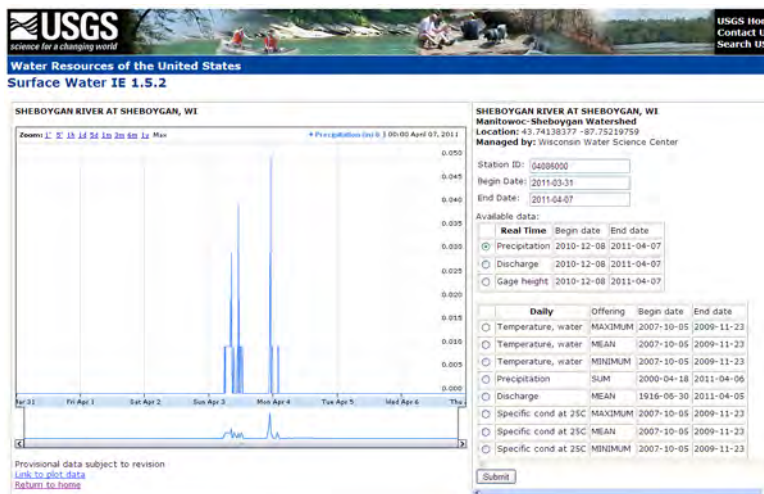 USGS
science for a changing world
USGS Hom
Contact U
Search US
Water Resources of the United States
Surface Water IE 1.5.2
SHEBOYGAN RIVER AT SHEBOYGAN, WI
Zoom: 1' 5' 1h 1d 5d 1m 3m 6m 1y Max
Precipitation (in) 0 | 00:00 April 07, 2011
0.050
0.045
0.040
0.035
0.030
0.025
0.020
0.015
0.010
0.005
0.000
Mar 31 Fri Apr 1 Sat Apr 2 Sun Apr 3 Mon Apr 4 Tue Apr 5 Wed Apr 6 Thu
Provisional data subject to revision
Link to plot data
Return to home
SHEBOYGAN RIVER AT SHEBOYGAN, WI
Manitowoc-Sheboygan Watershed
Location: 43.74138377 -87.75219759
Managed by: Wisconsin Water Science Center
Station ID: 04086000
Begin Date: 2011-03-31
End Date: 2011-04-07
Available data:
Real Time Begin date End date
Precipitation 2010-12-08 2011-04-07
Discharge 2010-12-08 2011-04-07
Gage height 2010-12-08 2011-04-07
Daily Offering Begin date End date
Temperature, water MAXIMUM 2007-10-05 2009-11-23
Temperature, water MEAN 2007-10-05 2009-11-23
Temperature, water MINIMUM 2007-10-05 2009-11-23
Precipitation SUM 2000-04-18 2011-04-06
Discharge MEAN 1916-06-30 2011-04-05
Specific cond at 25C MAXIMUM 2007-10-05 2009-11-23
Specific cond at 25C MEAN 2007-10-05 2009-11-23
Specific cond at 25C MINIMUM 2007-10-05 2009-11-23
Submit